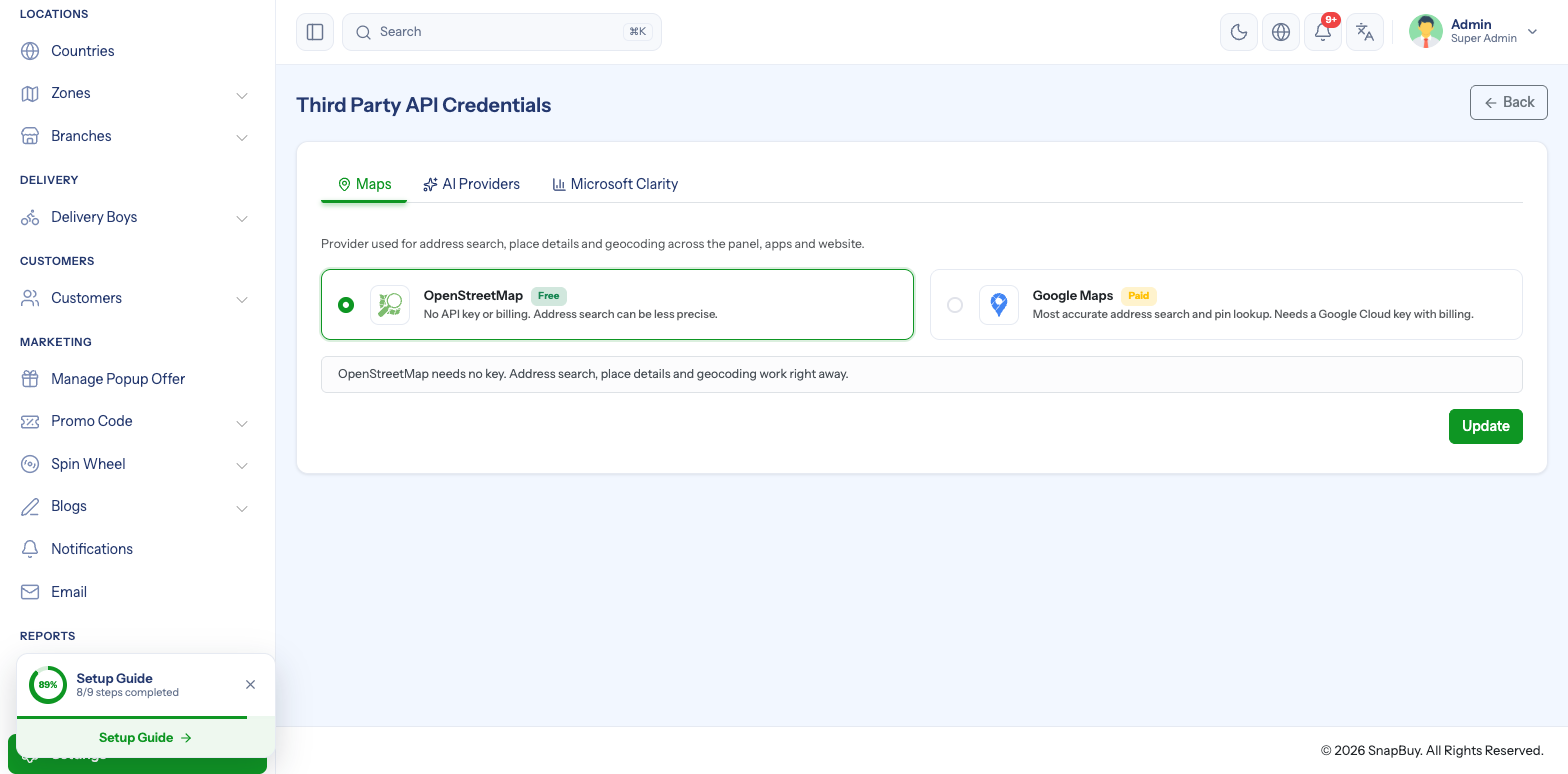 LOCATIONS
Countries
Zones
Branches
DELIVERY
Delivery Boys
CUSTOMERS
Customers
MARKETING
Manage Popup Offer
Promo Code
Spin Wheel
Blogs
Notifications
Email
REPORTS
89%
Setup Guide
8/9 steps completed
Setup Guide
Search
⌘K
9+
Admin
Super Admin
Third Party API Credentials
Back
Maps
AI Providers
Microsoft Clarity
Provider used for address search, place details and geocoding across the panel, apps and website.
OpenStreetMap Free
No API key or billing. Address search can be less precise.
Google Maps Paid
Most accurate address search and pin lookup. Needs a Google Cloud key with billing.
OpenStreetMap needs no key. Address search, place details and geocoding work right away.
Update
© 2026 SnapBuy. All Rights Reserved.